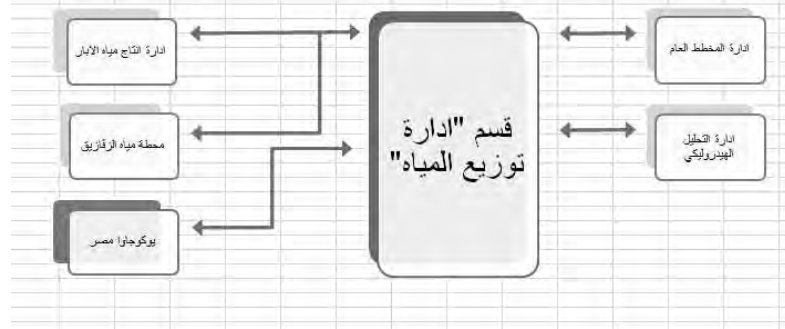 ادارة انتاج مياه الابار
محطة مياه الزقازيق
يوكوجاوا مصر
قسم "ادارة
توزيع المياه"
ادارة المخطط العام
ادارة التحليل
الهيدروليكي